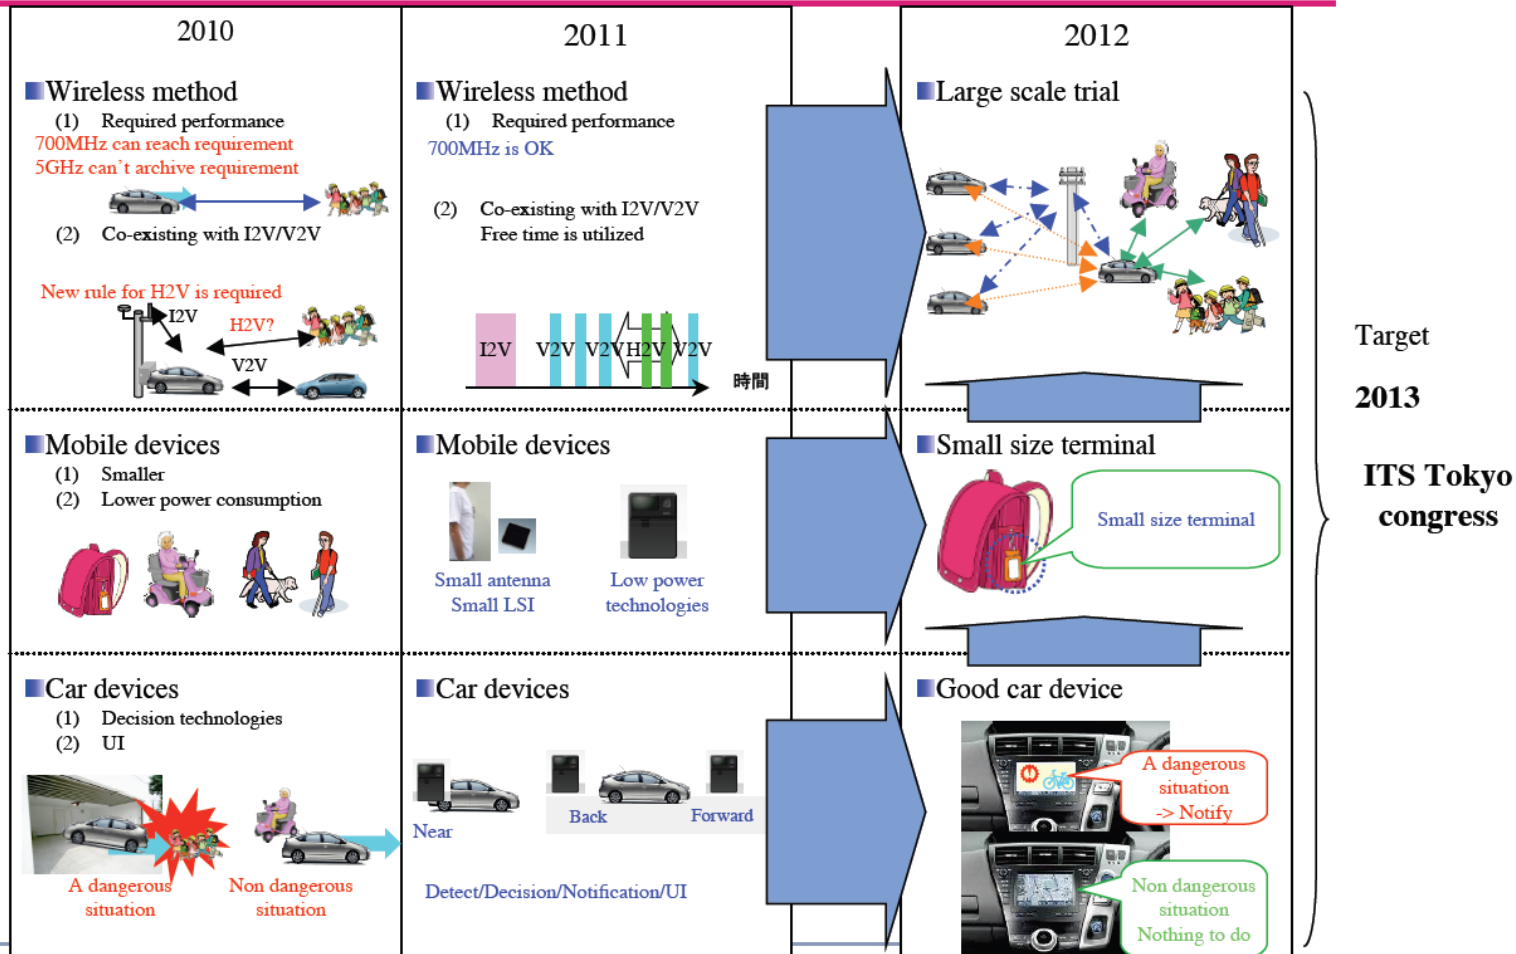 2010
Wireless method
(1) Required performance
700MHz can reach requirement
5GHz can't archive requirement
(2) Co-existing with I2V/V2V
New rule for H2V is required
I2V
H2V?
V2V
Mobile devices
(1) Smaller
(2) Lower power consumption
Car devices
(1) Decision technologies
(2) UI
A dangerous
situation
Non dangerous
situation
2011
Wireless method
(1) Required performance
700MHz is OK
(2) Co-existing with I2V/V2V
Free time is utilized
I2V V2V V2V H2V V2V
時間
Mobile devices
Small antenna
Small LSI
Low power
technologies
Car devices
Near
Back
Forward
Detect/Decision/Notification/UI
2012
Large scale trial
Small size terminal
Small size terminal
Good car device
A dangerous
situation
-> Notify
Non dangerous
situation
Nothing to do
Target
2013
ITS Tokyo
congress